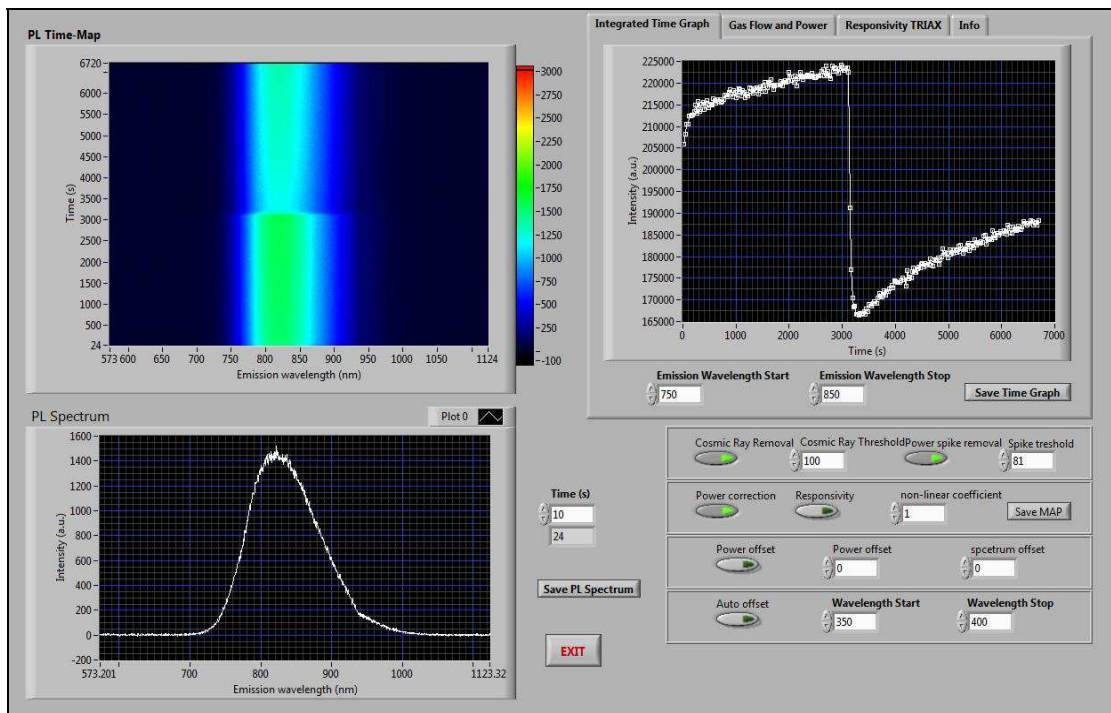 PL Time-Map
6720
6000
5500
5000
4500
4000
3500
3000
2500
2000
1500
1000
500
24
Time (s)
573 600 650 700 750 800 850 900 950 1000 1050 1124
Emission wavelength (nm)
3000
2750
2500
2250
2000
1750
1500
1250
1000
750
500
250
-100
Integrated Time Graph Gas Flow and Power Responsivity TRIAX Info
225000
220000
215000
210000
205000
200000
195000
190000
185000
180000
175000
170000
165000
Intensity (a.u.)
0 1000 2000 3000 4000 5000 6000 7000
Time (s)
Emission Wavelength Start Emission Wavelength Stop
750 850 Save Time Graph
PL Spectrum Plot 0
1600
1400
1200
1000
800
600
400
200
0
-200
Intensity (a.u.)
573.201 700 800 900 1000 1123.32
Emission wavelength (nm)
Time (s)
10
24
Save PL Spectrum
EXIT
Cosmic Ray Removal Cosmic Ray Threshold Power spike removal Spike treshold
100 81
Power correction Responsivity non-linear coefficient
1 Save MAP
Power offset Power offset spcetrum offset
0 0
Auto offset Wavelength Start Wavelength Stop
350 400